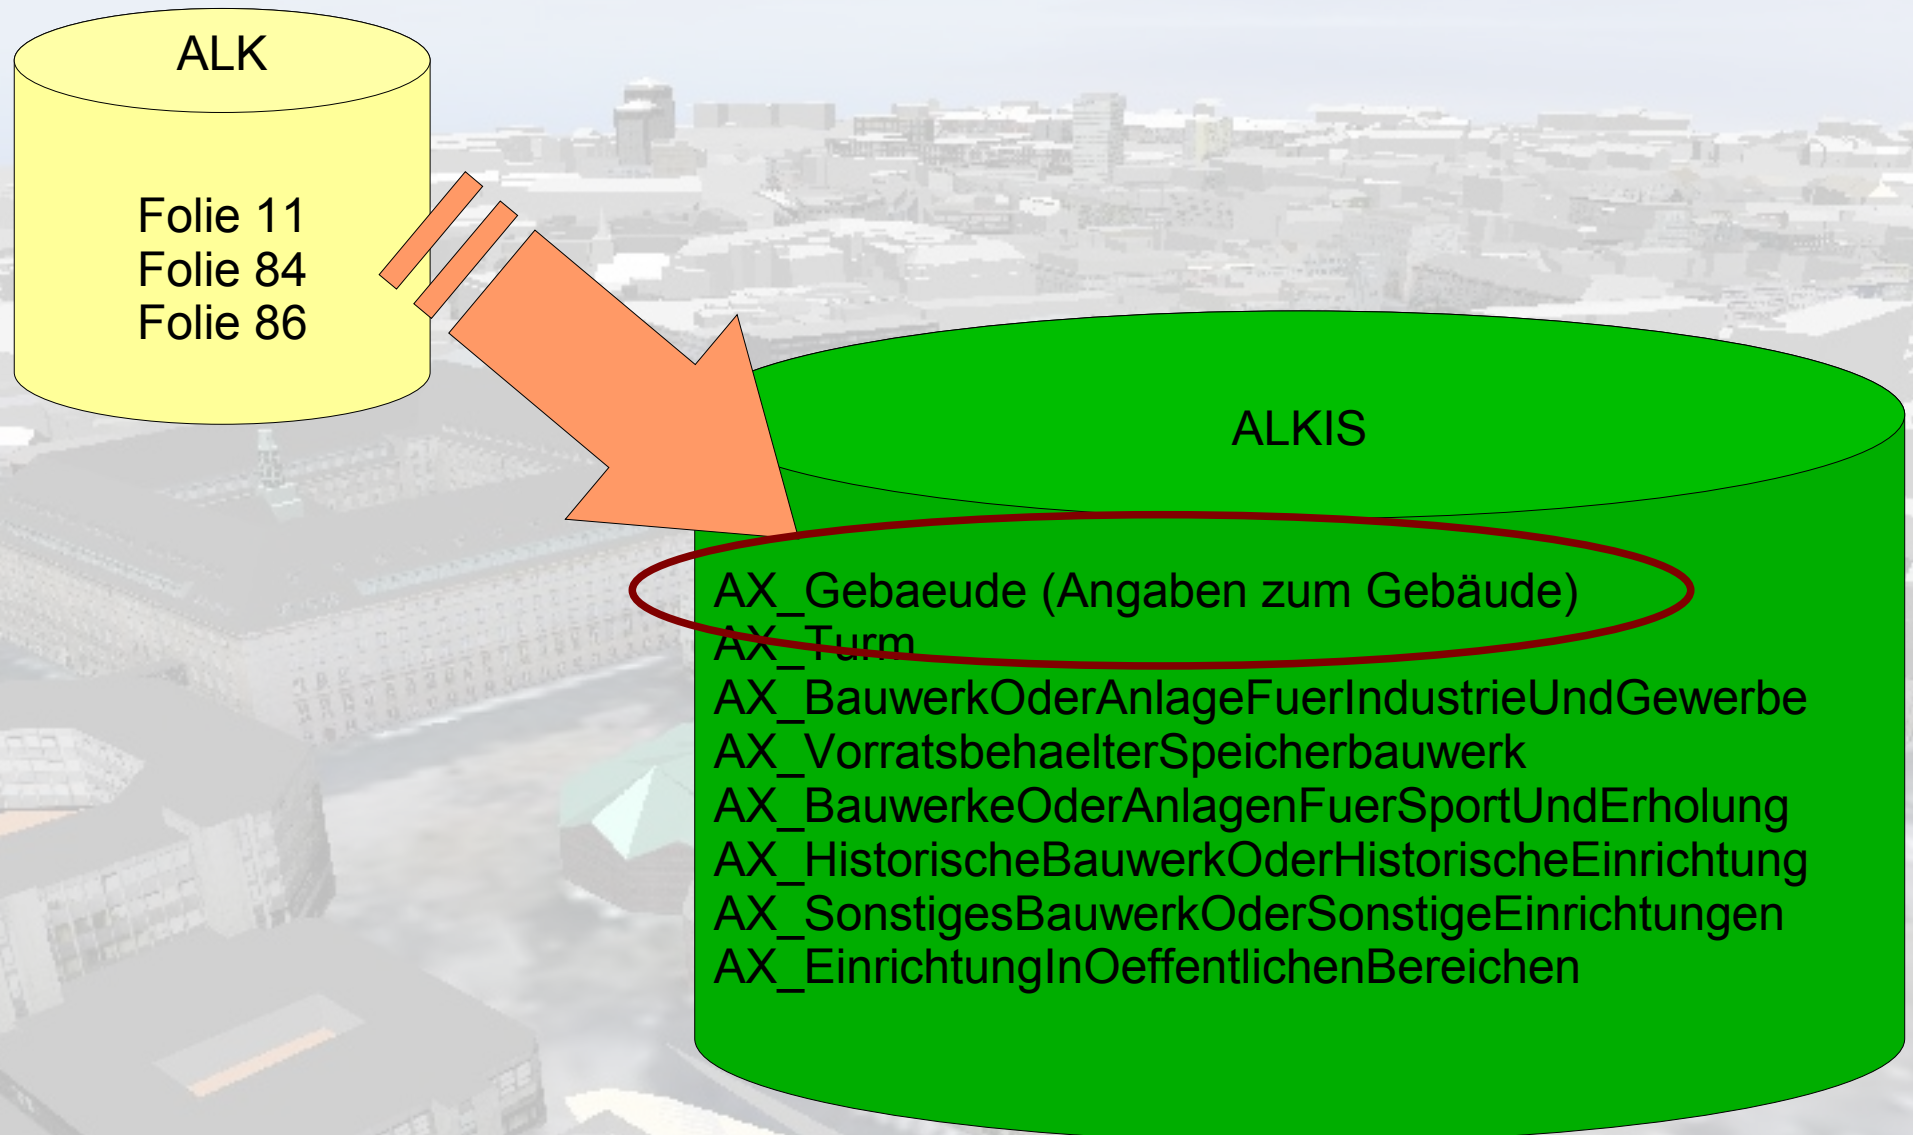 ALK
Folie 11
Folie 84
Folie 86
ALKIS
AX_Gebaeude (Angaben zum Gebäude)
AX_Turm
AX_BauwerkOderAnlageFuerIndustrieUndGewerbe
AX_VorratsbehaelterSpeicherbauwerk
AX_BauwerkeOderAnlagenFuerSportUndErholung
AX_HistorischeBauwerkOderHistorischeEinrichtung
AX_SonstigesBauwerkOderSonstigeEinrichtungen
AX_EinrichtungInOeffentlichenBereichen